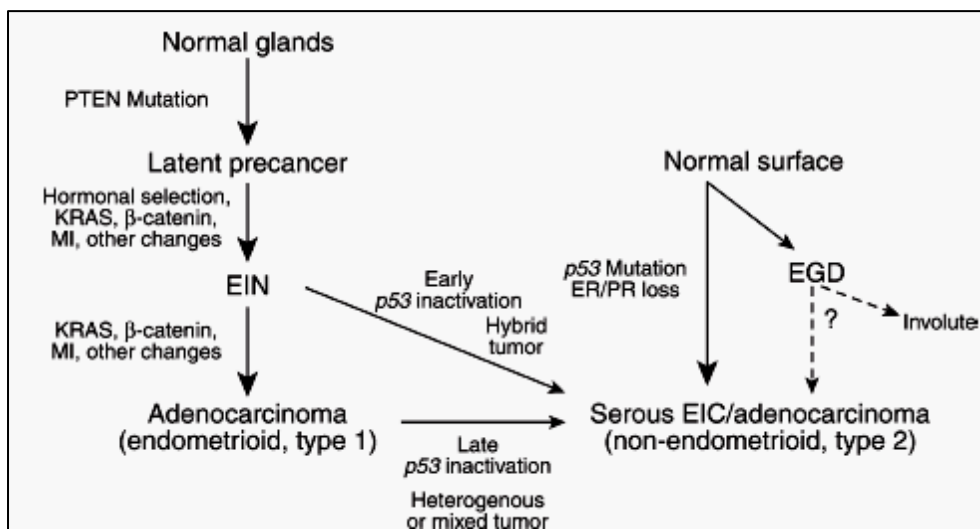 Normal glands
PTEN Mutation
Latent precancer
Hormonal selection,
KRAS, β-catenin,
MI, other changes
EIN
KRAS, β-catenin,
MI, other changes
Adenocarcinoma
(endometrioid, type 1)
Early
p53 inactivation
Hybrid
tumor
Late
p53 inactivation
Heterogenous
or mixed tumor
Normal surface
p53 Mutation
ER/PR loss
EGD
?
Involute
Serous EIC/adenocarcinoma
(non-endometrioid, type 2)